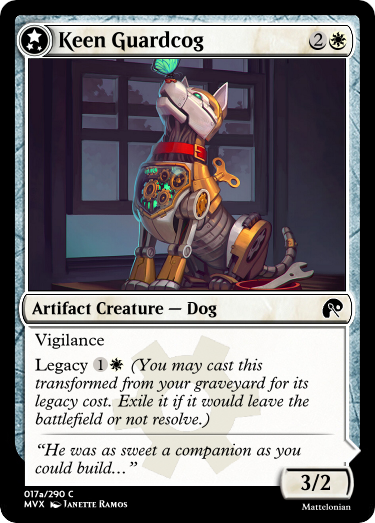 Keen Guardcog 2
Artifact Creature — Dog
Vigilance
Legacy 1 (You may cast this
transformed from your graveyard for its
legacy cost. Exile it if it would leave the
battlefield or not resolve.)
“He was as sweet a companion as you
could build…”
3/2
017a/290 C
MVX Janette Ramos
Mattelonian